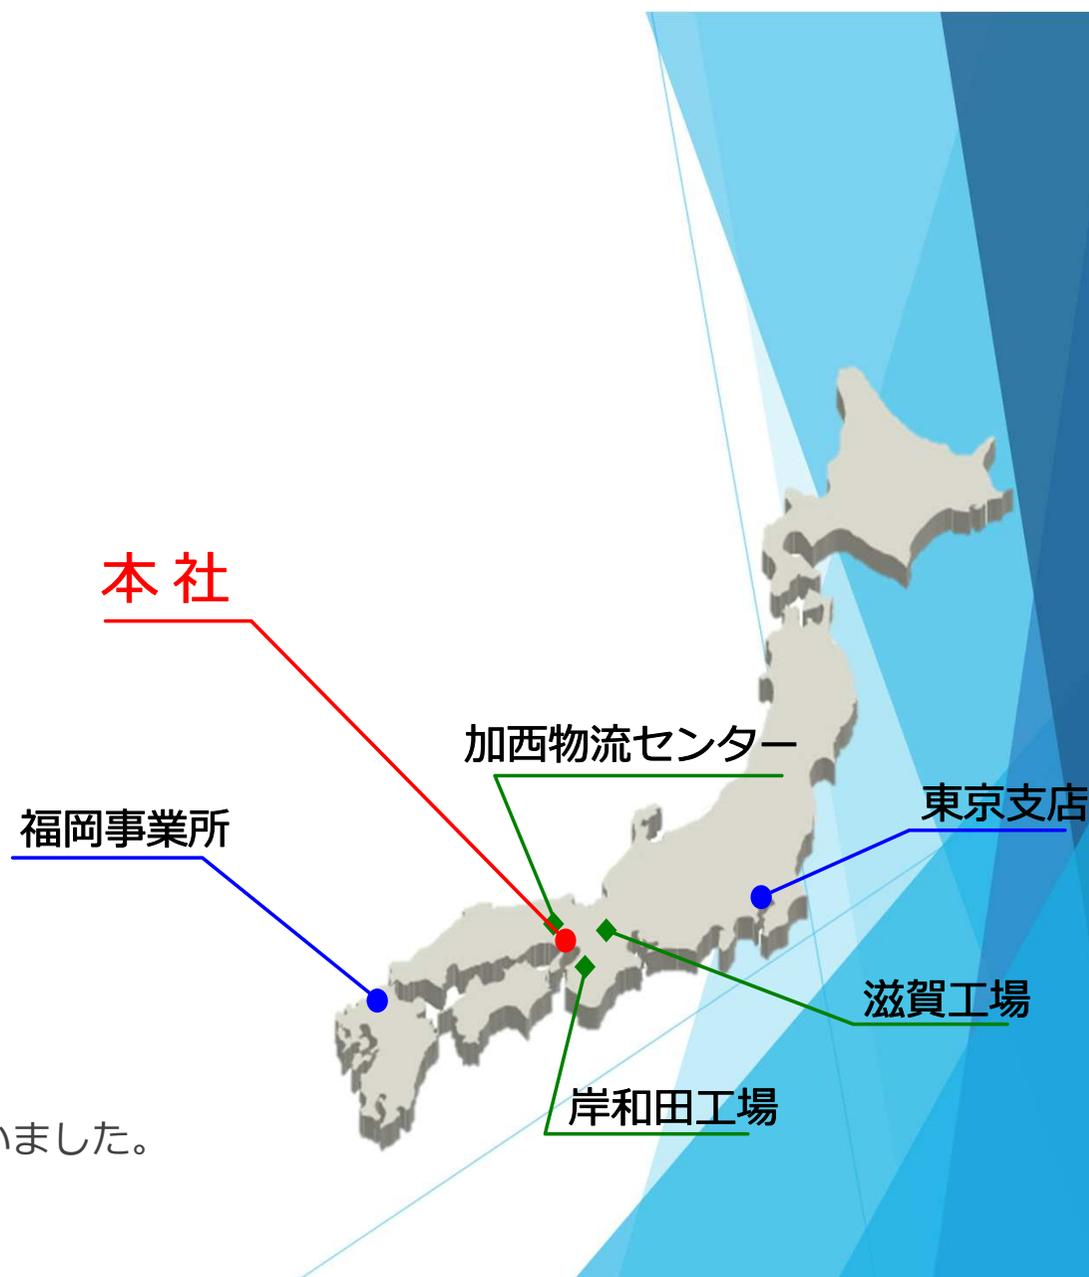 本 社
加西物流センター
東京支店
福岡事業所
滋賀工場
岸和田工場
いました。